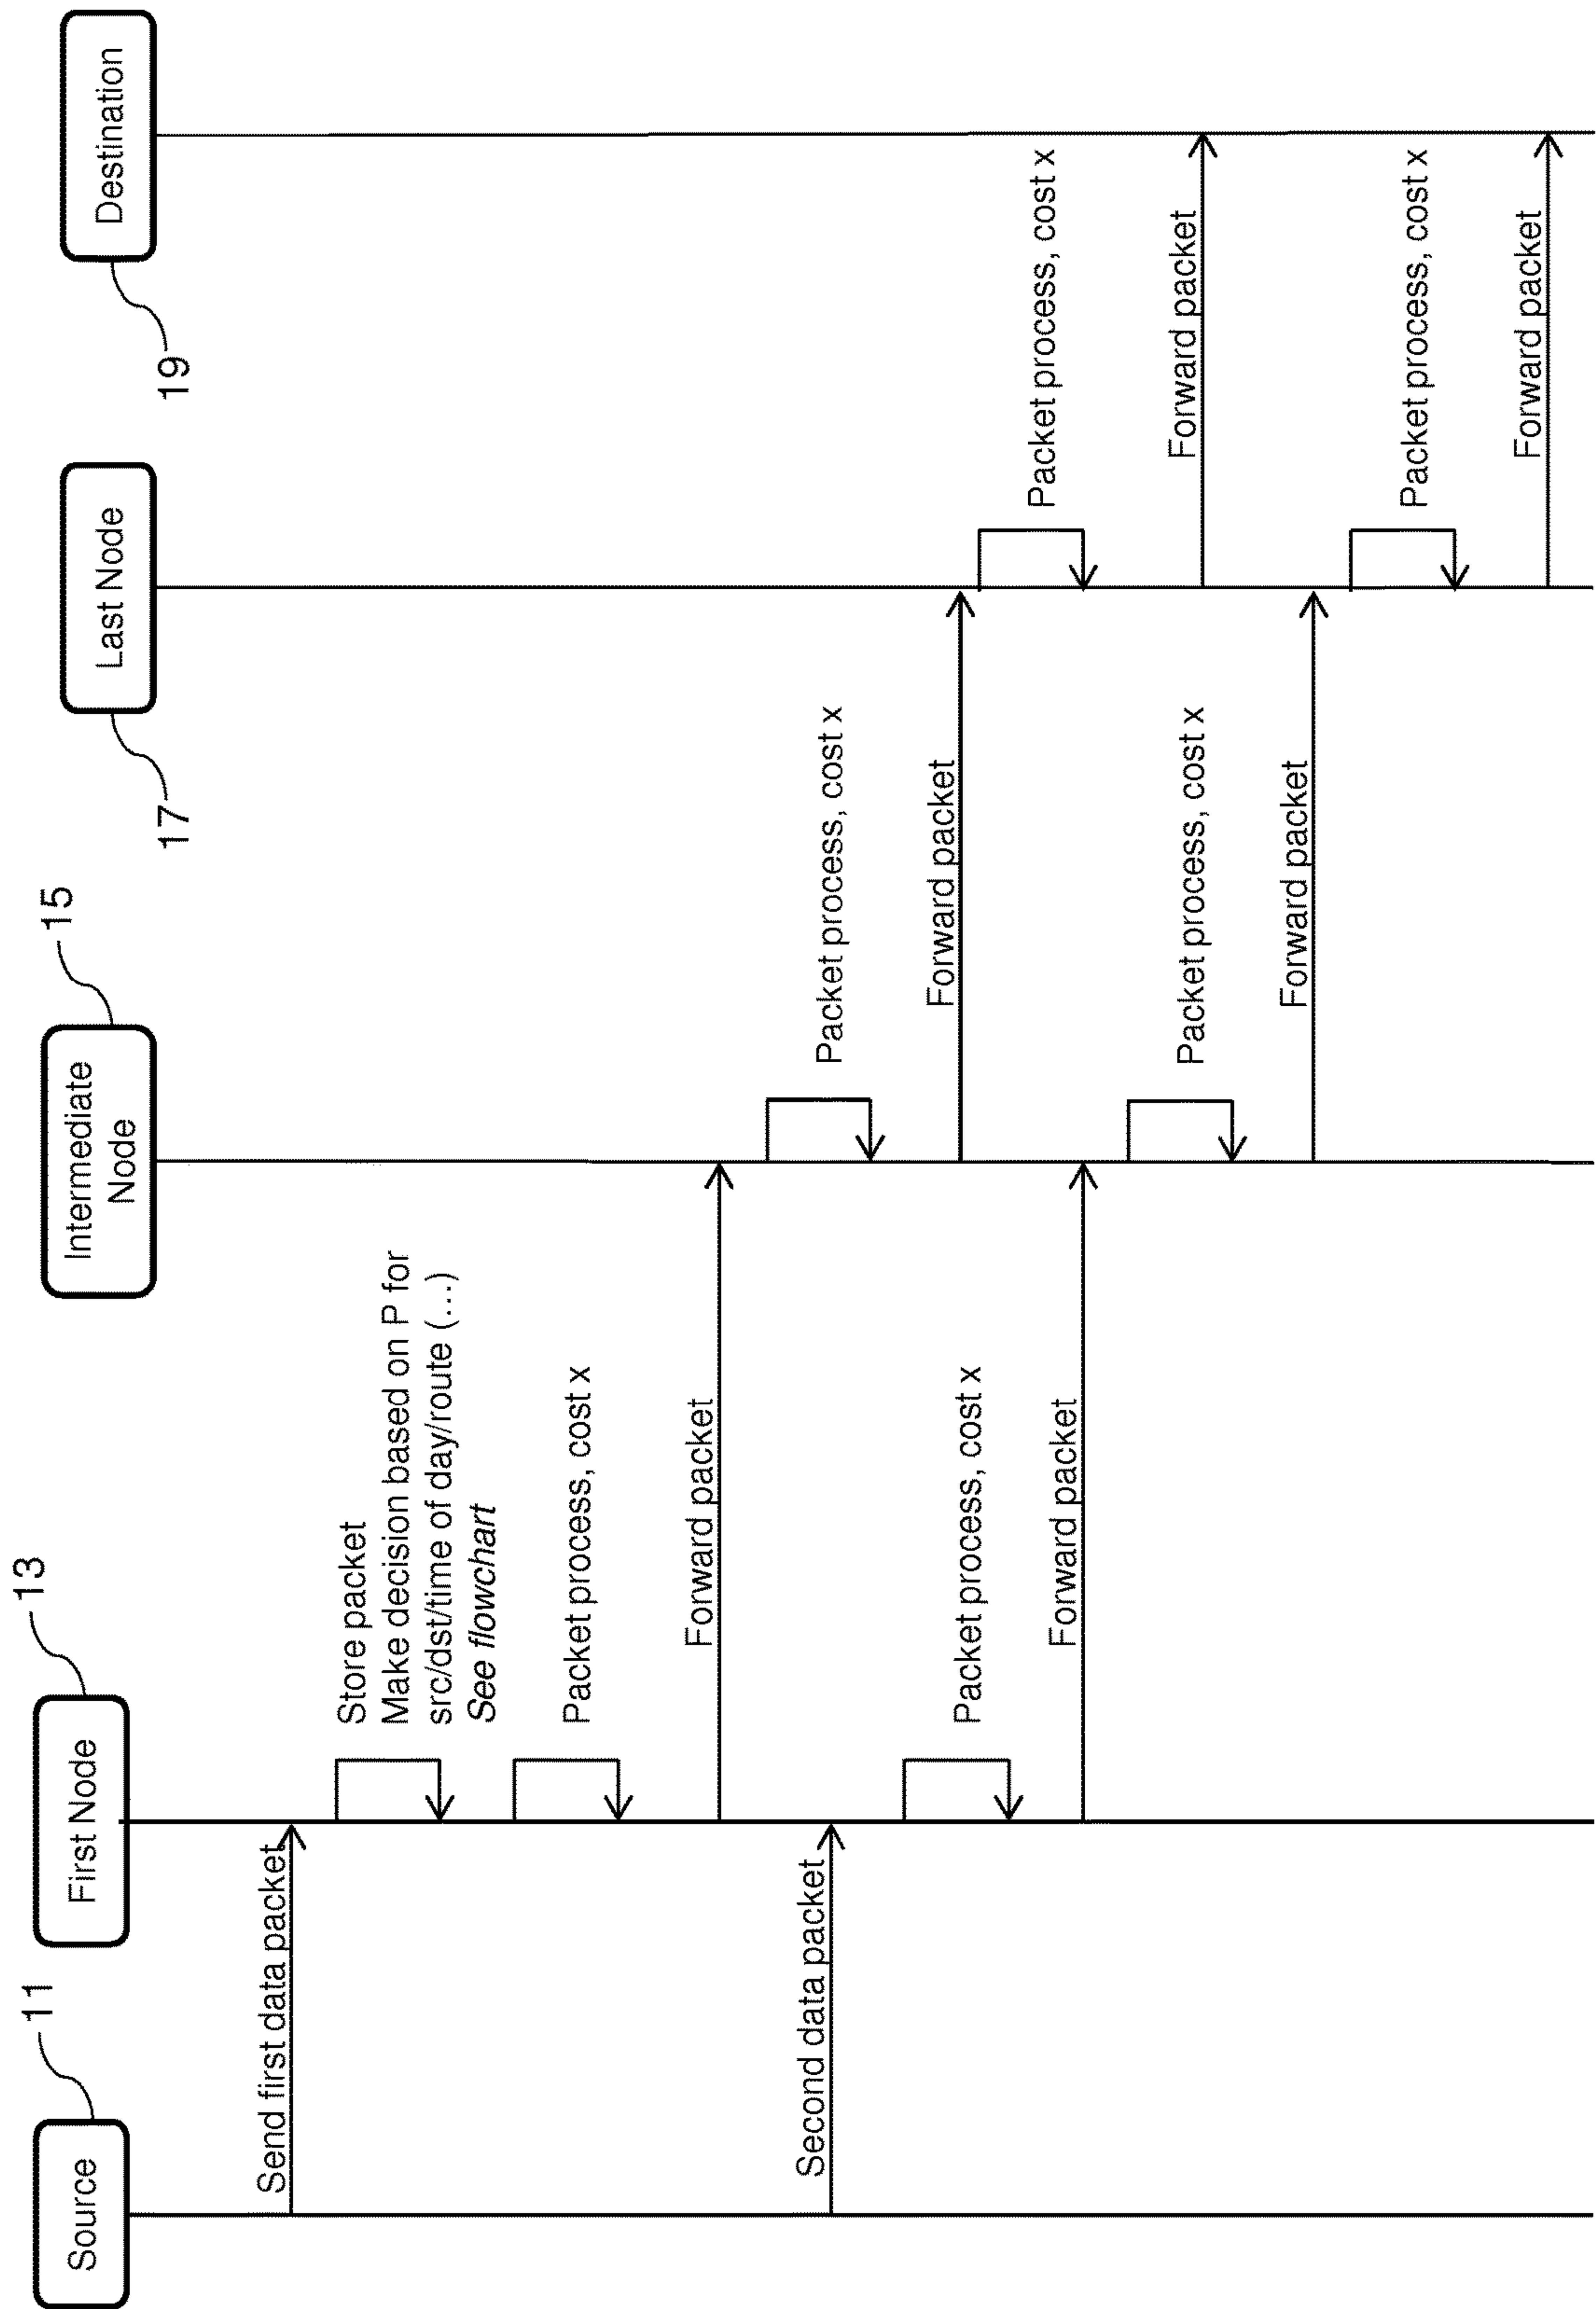 11
Source
13
First Node
15
Intermediate
Node
17
Last Node
19
Destination
Send first data packet
Store packet
Make decision based on P for
src/dst/time of day/route (...)
See flowchart
Packet process, cost x
Forward packet
Packet process, cost x
Second data packet
Packet process, cost x
Forward packet
Packet process, cost x
Forward packet
Packet process, cost x
Forward packet
Forward packet
Packet process, cost x
Forward packet